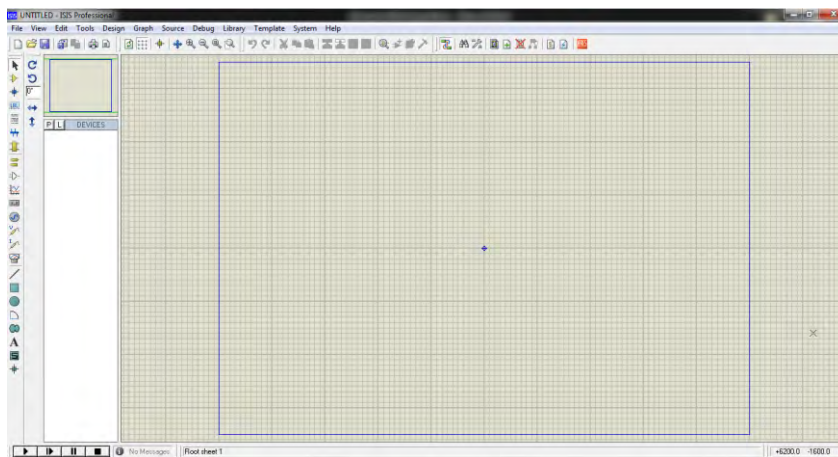 UNTITLED - ISIS Professional
File View Edit Tools Design Graph Source Debug Library Template System Help
P L DEVICES
No Messages Root sheet 1 +6200.0 -1600.0